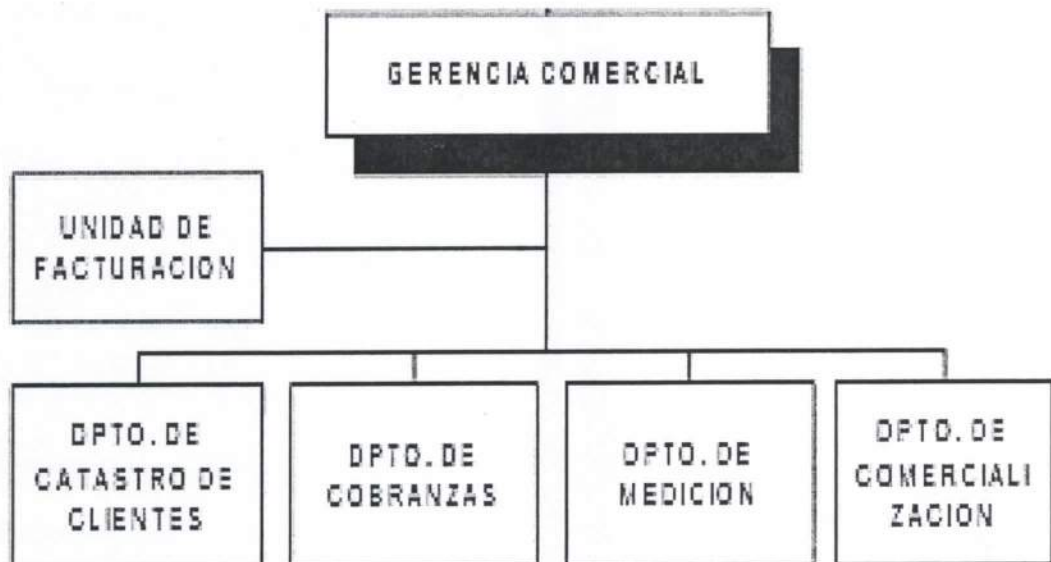 GERENCIA COMERCIAL
UNIDAD DE
FACTURACION
DPTO. DE
CATASTRO DE
CLIENTES
DPTO. DE
COBRANZAS
DPTO. DE
MEDICION
DPTO. DE
COMERCIALI
ZACION